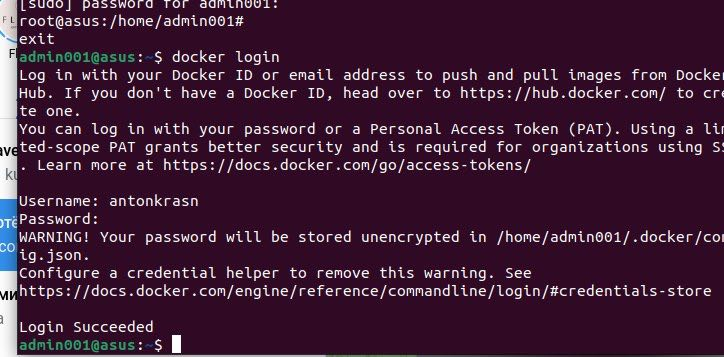 [sudo] password for admin001:
root@asus:/home/admin001#
exit
admin001@asus:~$ docker login
Log in with your Docker ID or email address to push and pull images from Docker
Hub. If you don't have a Docker ID, head over to https://hub.docker.com/ to cre
te one.
You can log in with your password or a Personal Access Token (PAT). Using a lim
ted-scope PAT grants better security and is required for organizations using SS
. Learn more at https://docs.docker.com/go/access-tokens/
Username: antonkrasn
Password:
WARNING! Your password will be stored unencrypted in /home/admin001/.docker/con
ig.json.
Configure a credential helper to remove this warning. See
https://docs.docker.com/engine/reference/commandline/login/#credentials-store
Login Succeeded
admin001@asus:~$